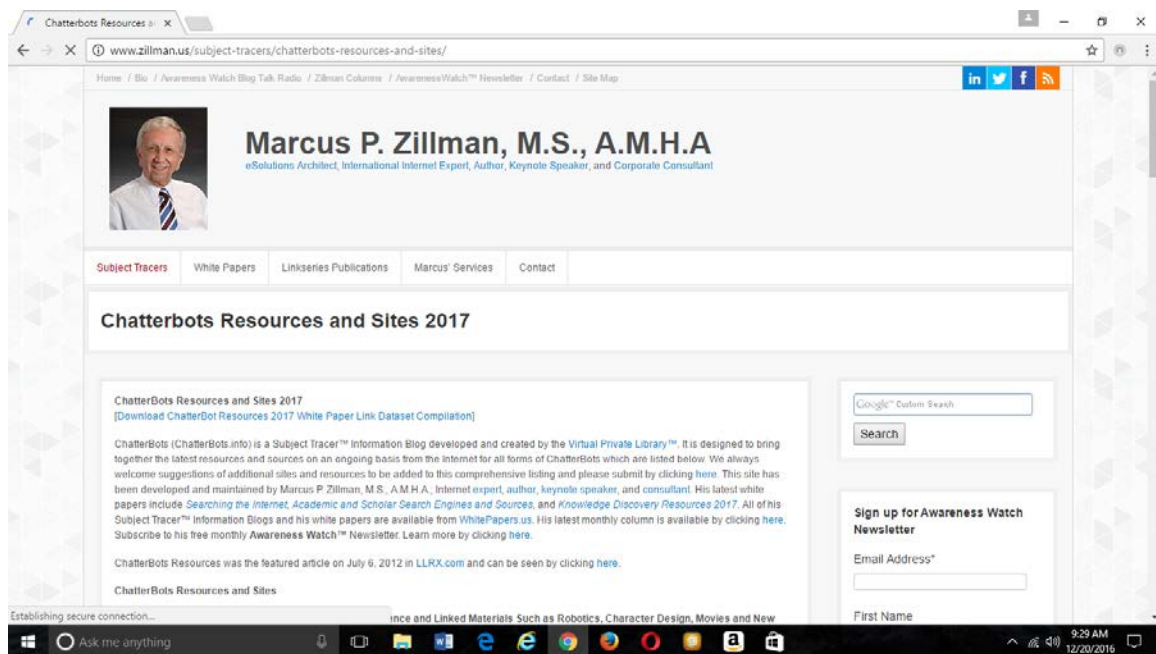 Chatterbots Resources a
www.zillman.us/subject-tracers/chatterbots-resources-and-sites/
Home / Bio / Awareness Watch Blog Talk Radio / Zillman Columns / AwarenessWatch™ Newsletter / Contact / Site Map
in f
Marcus P. Zillman, M.S., A.M.H.A
eSolutions Architect, International Internet Expert, Author, Keynote Speaker, and Corporate Consultant
Subject Tracers White Papers Linkseries Publications Marcus' Services Contact
Chatterbots Resources and Sites 2017
ChatterBots Resources and Sites 2017
[Download ChatterBot Resources 2017 White Paper Link Dataset Compilation]
ChatterBots (ChatterBots.info) is a Subject Tracer™ Information Blog developed and created by the Virtual Private Library™. It is designed to bring
together the latest resources and sources on an ongoing basis from the Internet for all forms of ChatterBots which are listed below. We always
welcome suggestions of additional sites and resources to be added to this comprehensive listing and please submit by clicking here. This site has
been developed and maintained by Marcus P. Zillman, M.S., A.M.H.A.; Internet expert, author, keynote speaker, and consultant. His latest white
papers include Searching the Internet, Academic and Scholar Search Engines and Sources, and Knowledge Discovery Resources 2017. All of his
Subject Tracer™ Information Blogs and his white papers are available from WhitePapers.us. His latest monthly column is available by clicking here.
Subscribe to his free monthly Awareness Watch™ Newsletter. Learn more by clicking here.
ChatterBots Resources was the featured article on July 6, 2012 in LLRX.com and can be seen by clicking here.
ChatterBots Resources and Sites
ence and Linked Materials Such as Robotics, Character Design, Movies and New
Google™ Custom Search
Search
Sign up for Awareness Watch
Newsletter
Email Address*
First Name
Establishing secure connection...
Ask me anything
9:29 AM
12/20/2016